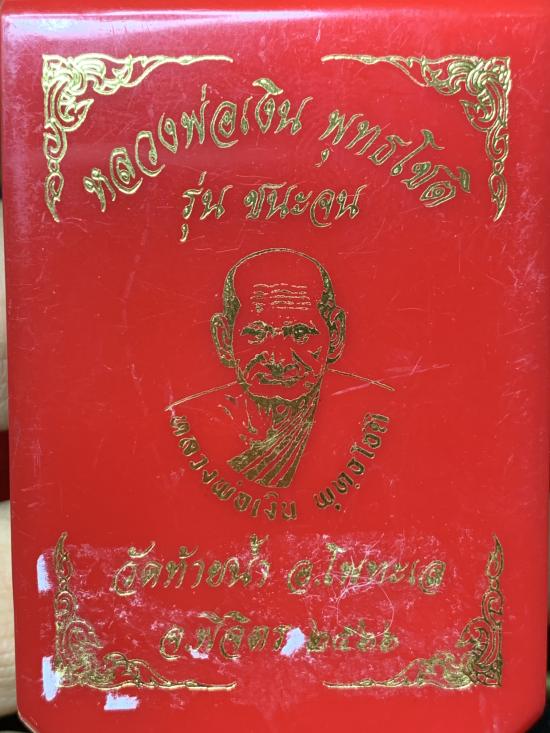 หลวงพ่อเงิน พุทธโชติ
รุ่น ชนะจน
หลวงพ่อเงิน พุทธโชติ
วัดท้ายน้ำ อ.โพทะเล
จ.พิจิตร ๒๕๖๖